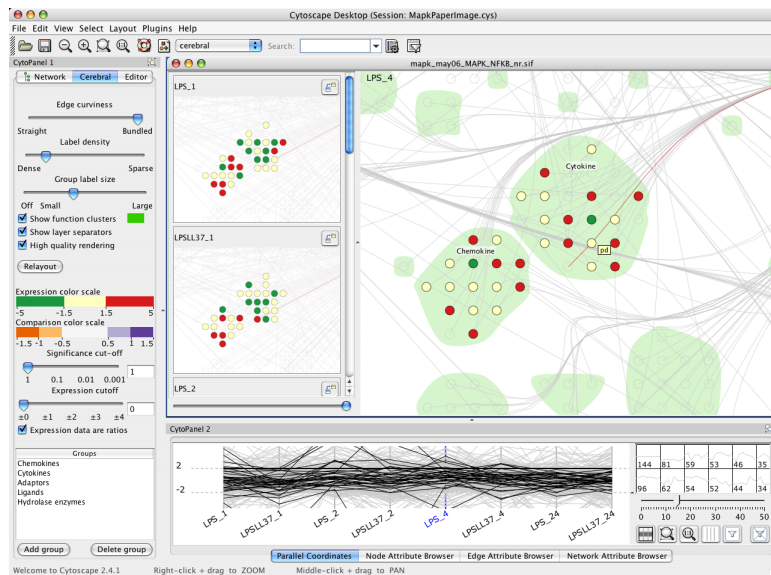 Cytoscape Desktop (Session: MapkPaperImage.cys)
File Edit View Select Layout Plugins Help
cerebral
Search:
CytoPanel 1
Network Cerebral Editor
Edge curviness
Straight Bundled
Label density
Dense Sparse
Group label size
Off Small Large
Show function clusters
Show layer separators
High quality rendering
Relayout
Expression color scale
-5 -1.5 1.5 5
Comparison color scale
-1.5 -1 -0.5 0.5 1 1.5
Significance cut-off
1 0.1 0.01 0.001
1
Expression cutoff
±0 ±1 ±2 ±3 ±4
0
Expression data are ratios
Groups
Chemokines
Cytokines
Adaptors
Ligands
Hydrolase enzymes
Add group Delete group
mapk_may06_MAPK_NFKB_nr.sif
LPS_1
LPSLL37_1
LPS_2
LPS_4
Cytokine
pd
Chemokine
CytoPanel 2
2
-2
LPS_1 LPSLL37_1 LPS_2 LPSLL37_2 LPS_4 LPSLL37_4 LPS_24 LPSLL37_24
144 81 59 53 46 35
96 62 54 52 44 34
0 10 20 30 40 50
Parallel Coordinates Node Attribute Browser Edge Attribute Browser Network Attribute Browser
Welcome to Cytoscape 2.4.1 Right-click + drag to ZOOM Middle-click + drag to PAN